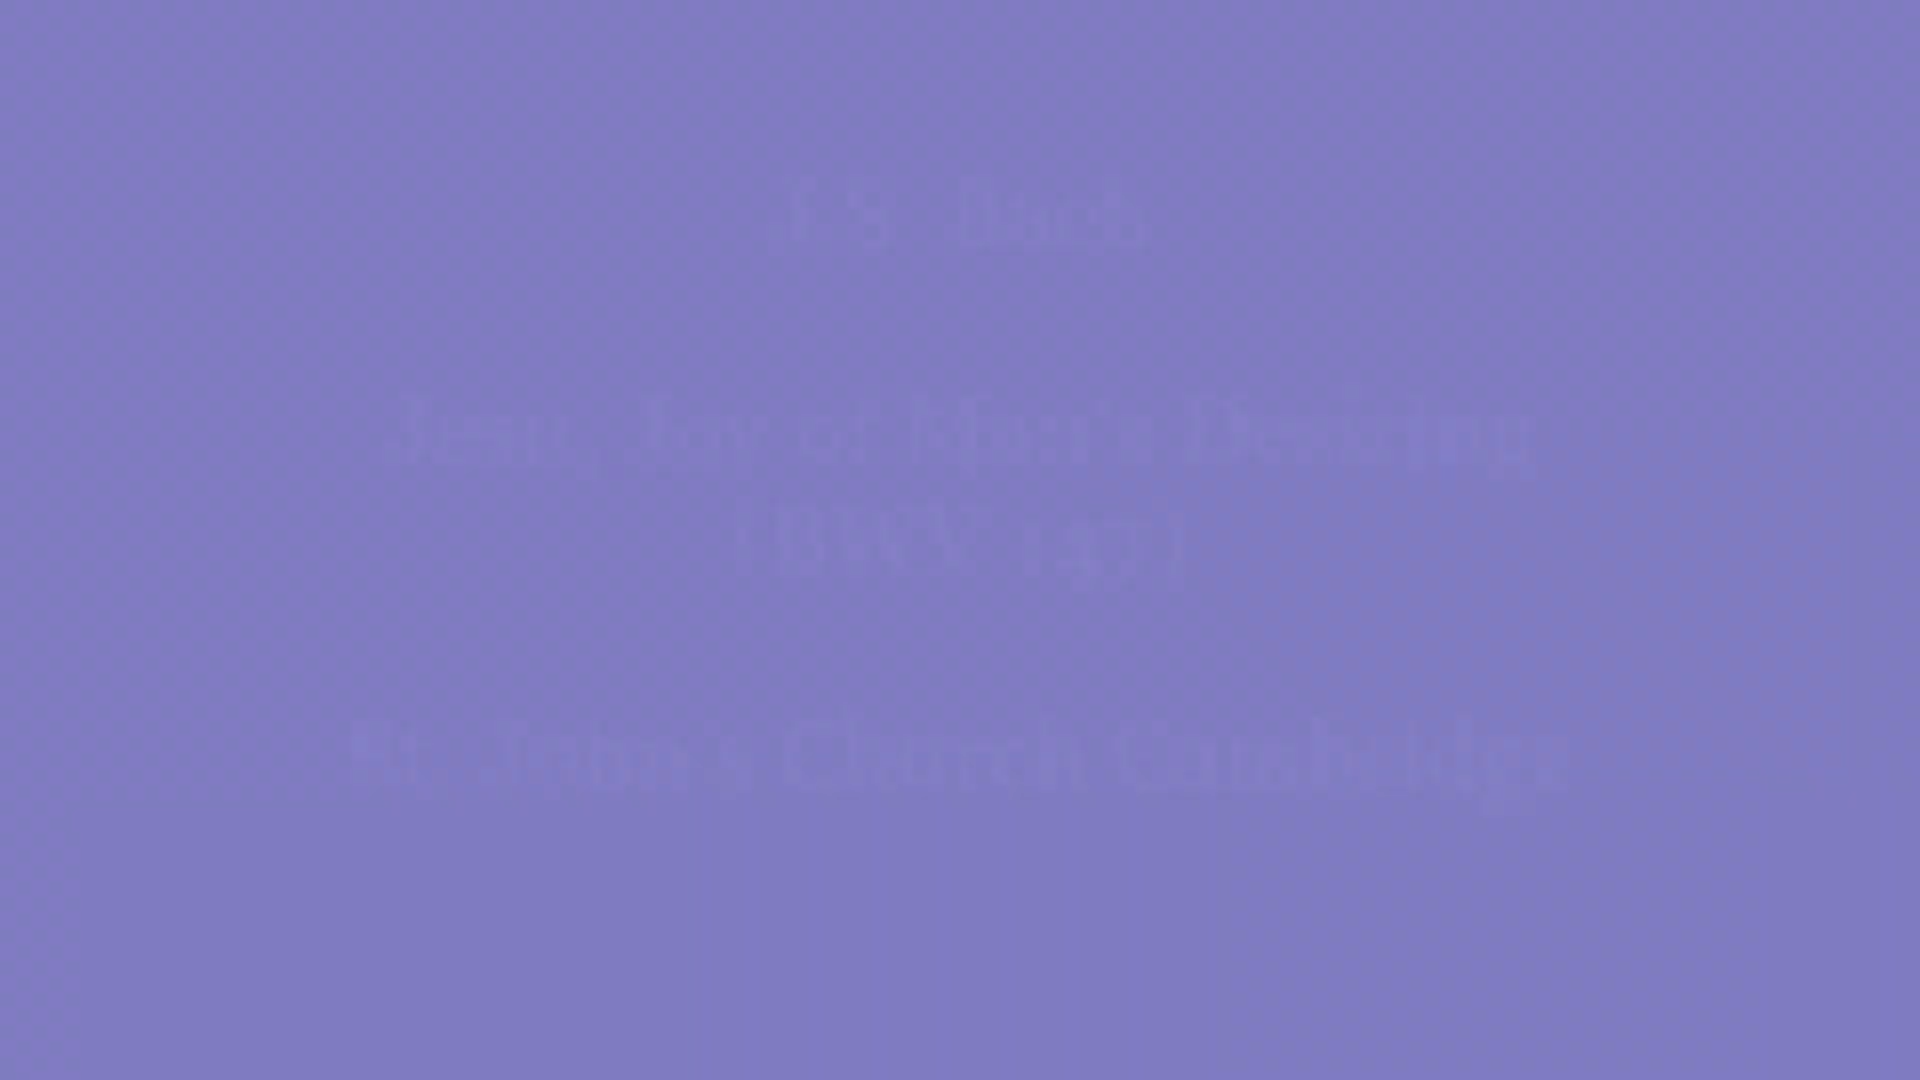 J.S. Bach
Jesu, Joy of Man's Desiring
(BWV 147)
St. John's Church Cambridge